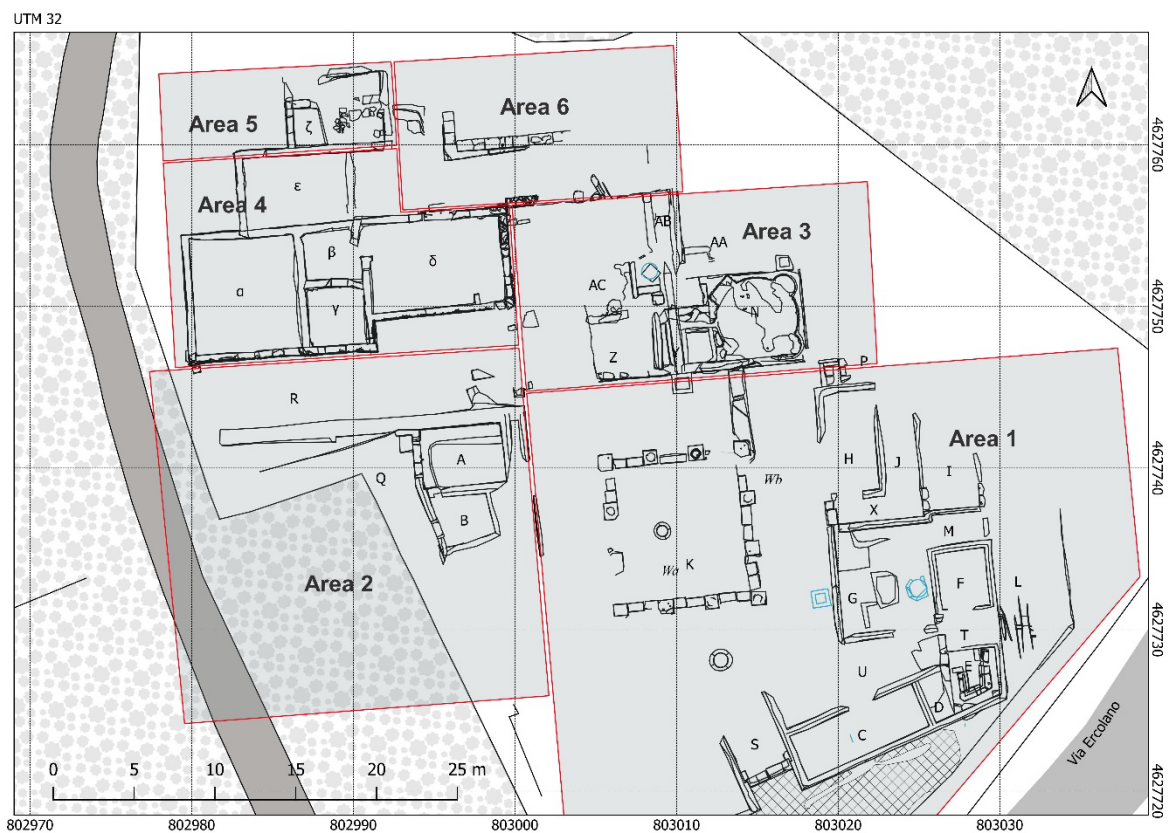 UTM 32
Area 5
Area 6
ζ
4627760
ε
Area 4
AB
AA
Area 3
β
δ
α
AC
γ
4627750
Z
Y
P
R
Area 1
A
H
J
I
4627740
Q
Wb
X
B
M
Wa
K
F
Area 2
G
L
4627730
T
U
E
D
Via Ercolano
S
C
0
5
10
15
20
25 m
4627720
802970
802980
802990
803000
803010
803020
803030